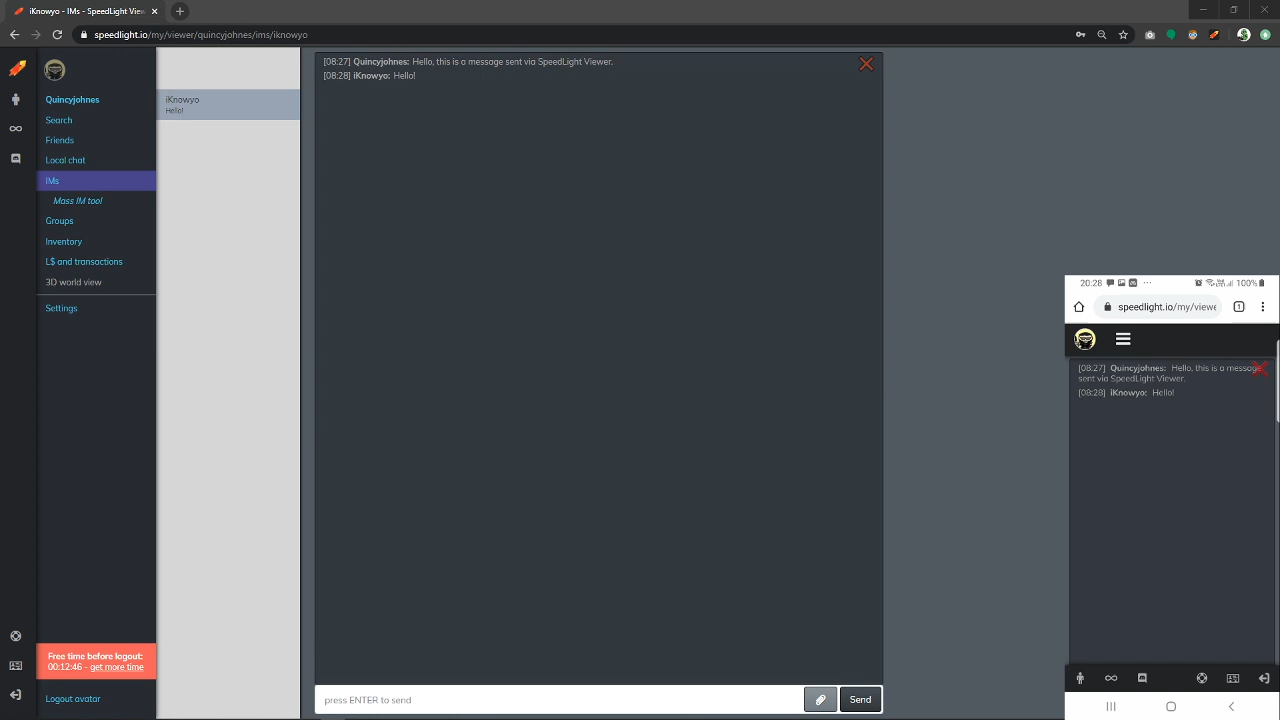 iKnowyo - IMs - SpeedLight View
speedlight.io/my/viewer/quincyjohnes/ims/iknowyo
Quincyjohnes
Search
Friends
Local chat
IMs
Mass IM tool
Groups
Inventory
L$ and transactions
3D world view
Settings
Free time before logout:
00:12:46 - get more time
Logout avatar
iKnowyo
Hello!
[08:27] Quincyjohnes: Hello, this is a message sent via SpeedLight Viewer.
[08:28] iKnowyo: Hello!
press ENTER to send
Send
20:28
100%
speedlight.io/my/viewe
1
[08:27] Quincyjohnes: Hello, this is a message
sent via SpeedLight Viewer.
[08:28] iKnowyo: Hello!